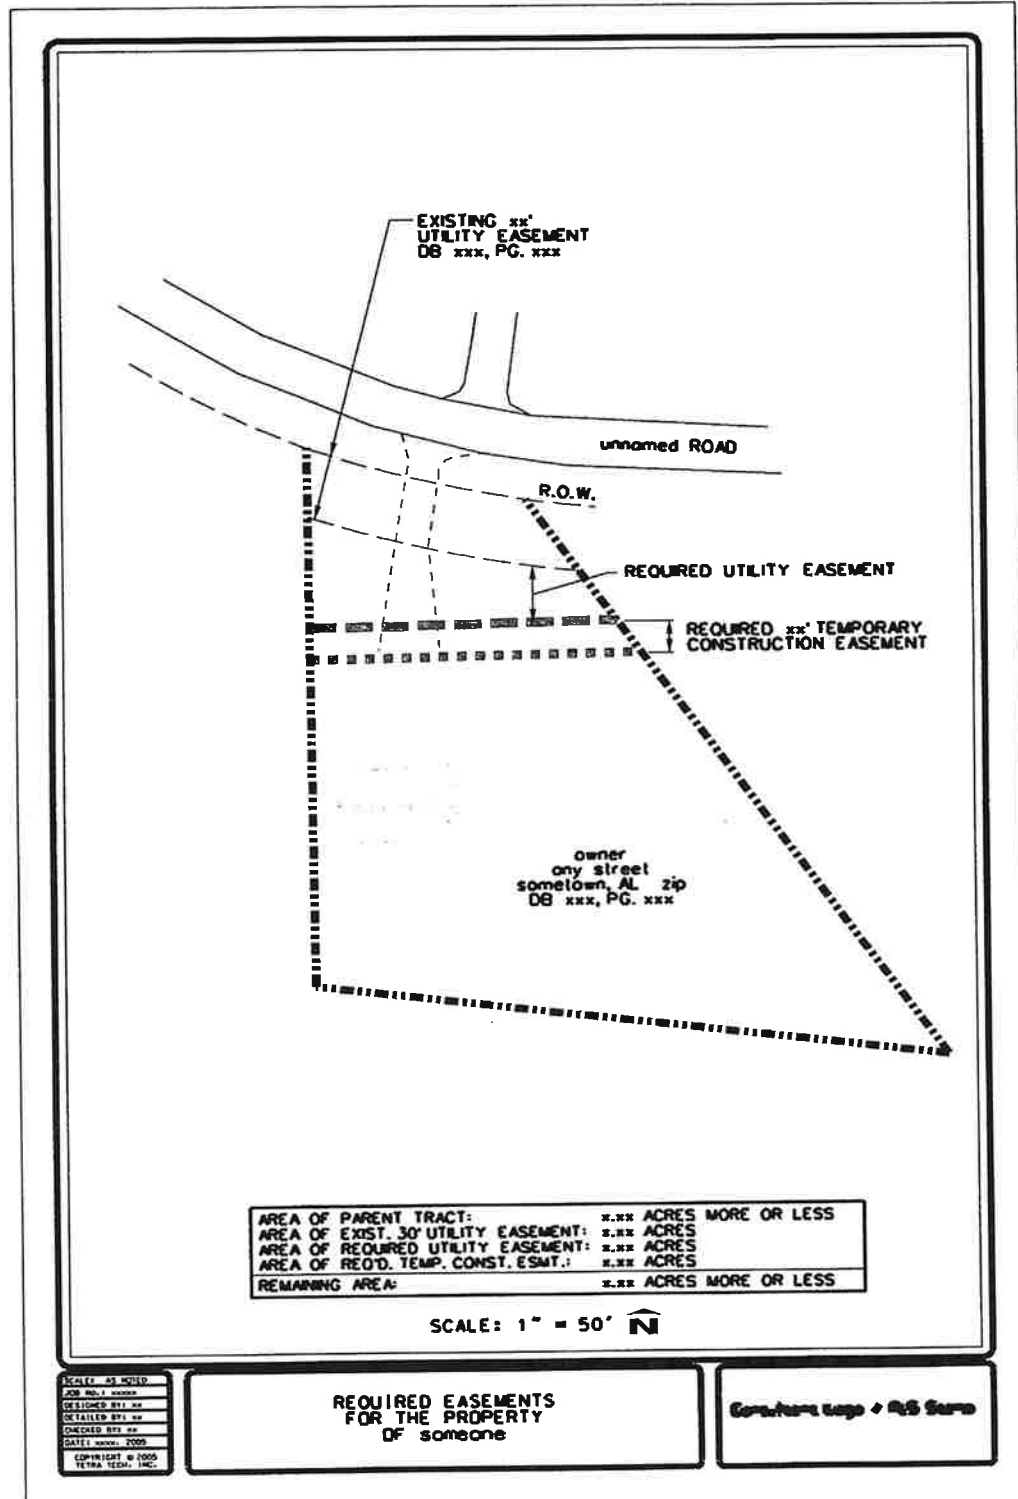 EXISTING xx'
UTILITY EASEMENT
DB xxx, PG. xxx
unnamed ROAD
R.O.W.
REQUIRED UTILITY EASEMENT
REQUIRED xx' TEMPORARY
CONSTRUCTION EASEMENT
owner
any street
sometown, AL zip
DB xxx, PG. xxx
AREA OF PARENT TRACT: x.xx ACRES MORE OR LESS
AREA OF EXIST. 30' UTILITY EASEMENT: x.xx ACRES
AREA OF REQUIRED UTILITY EASEMENT: x.xx ACRES
AREA OF REQ'D. TEMP. CONST. ESMT.: x.xx ACRES
REMAINING AREA: x.xx ACRES MORE OR LESS
SCALE: 1" = 50' N
SCALE: AS NOTED
JOB NO.: xxxxx
DESIGNED BY: xx
DETAILED BY: xx
CHECKED BY: xx
DATE: xxxx, 2005
COPYRIGHT © 2005
TETRA TECH, INC.
REQUIRED EASEMENTS
FOR THE PROPERTY
OF someone